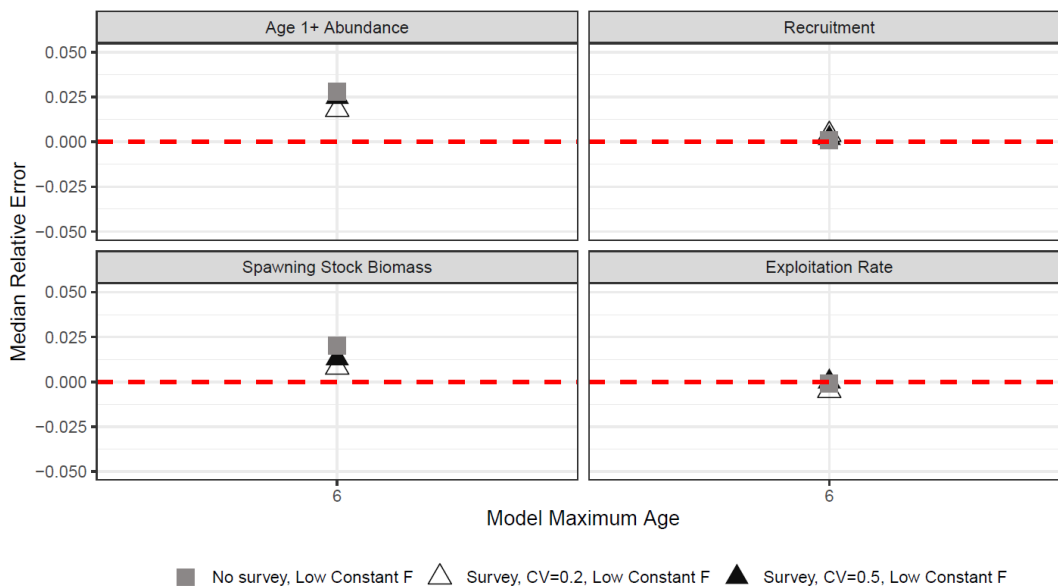 Age 1+ Abundance
Recruitment
0.050
0.025
0.000
−0.025
−0.050
Spawning Stock Biomass
Exploitation Rate
0.050
0.025
0.000
−0.025
−0.050
Median Relative Error
6
6
Model Maximum Age
No survey, Low Constant F
Survey, CV=0.2, Low Constant F
Survey, CV=0.5, Low Constant F